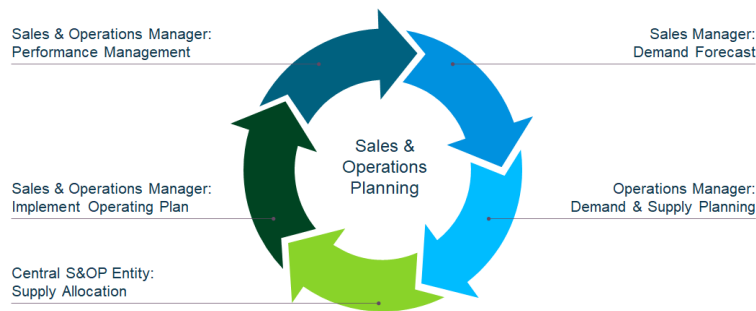 Sales & Operations Manager:
Performance Management
Sales Manager:
Demand Forecast
Sales &
Operations
Planning
Sales & Operations Manager:
Implement Operating Plan
Operations Manager:
Demand & Supply Planning
Central S&OP Entity:
Supply Allocation